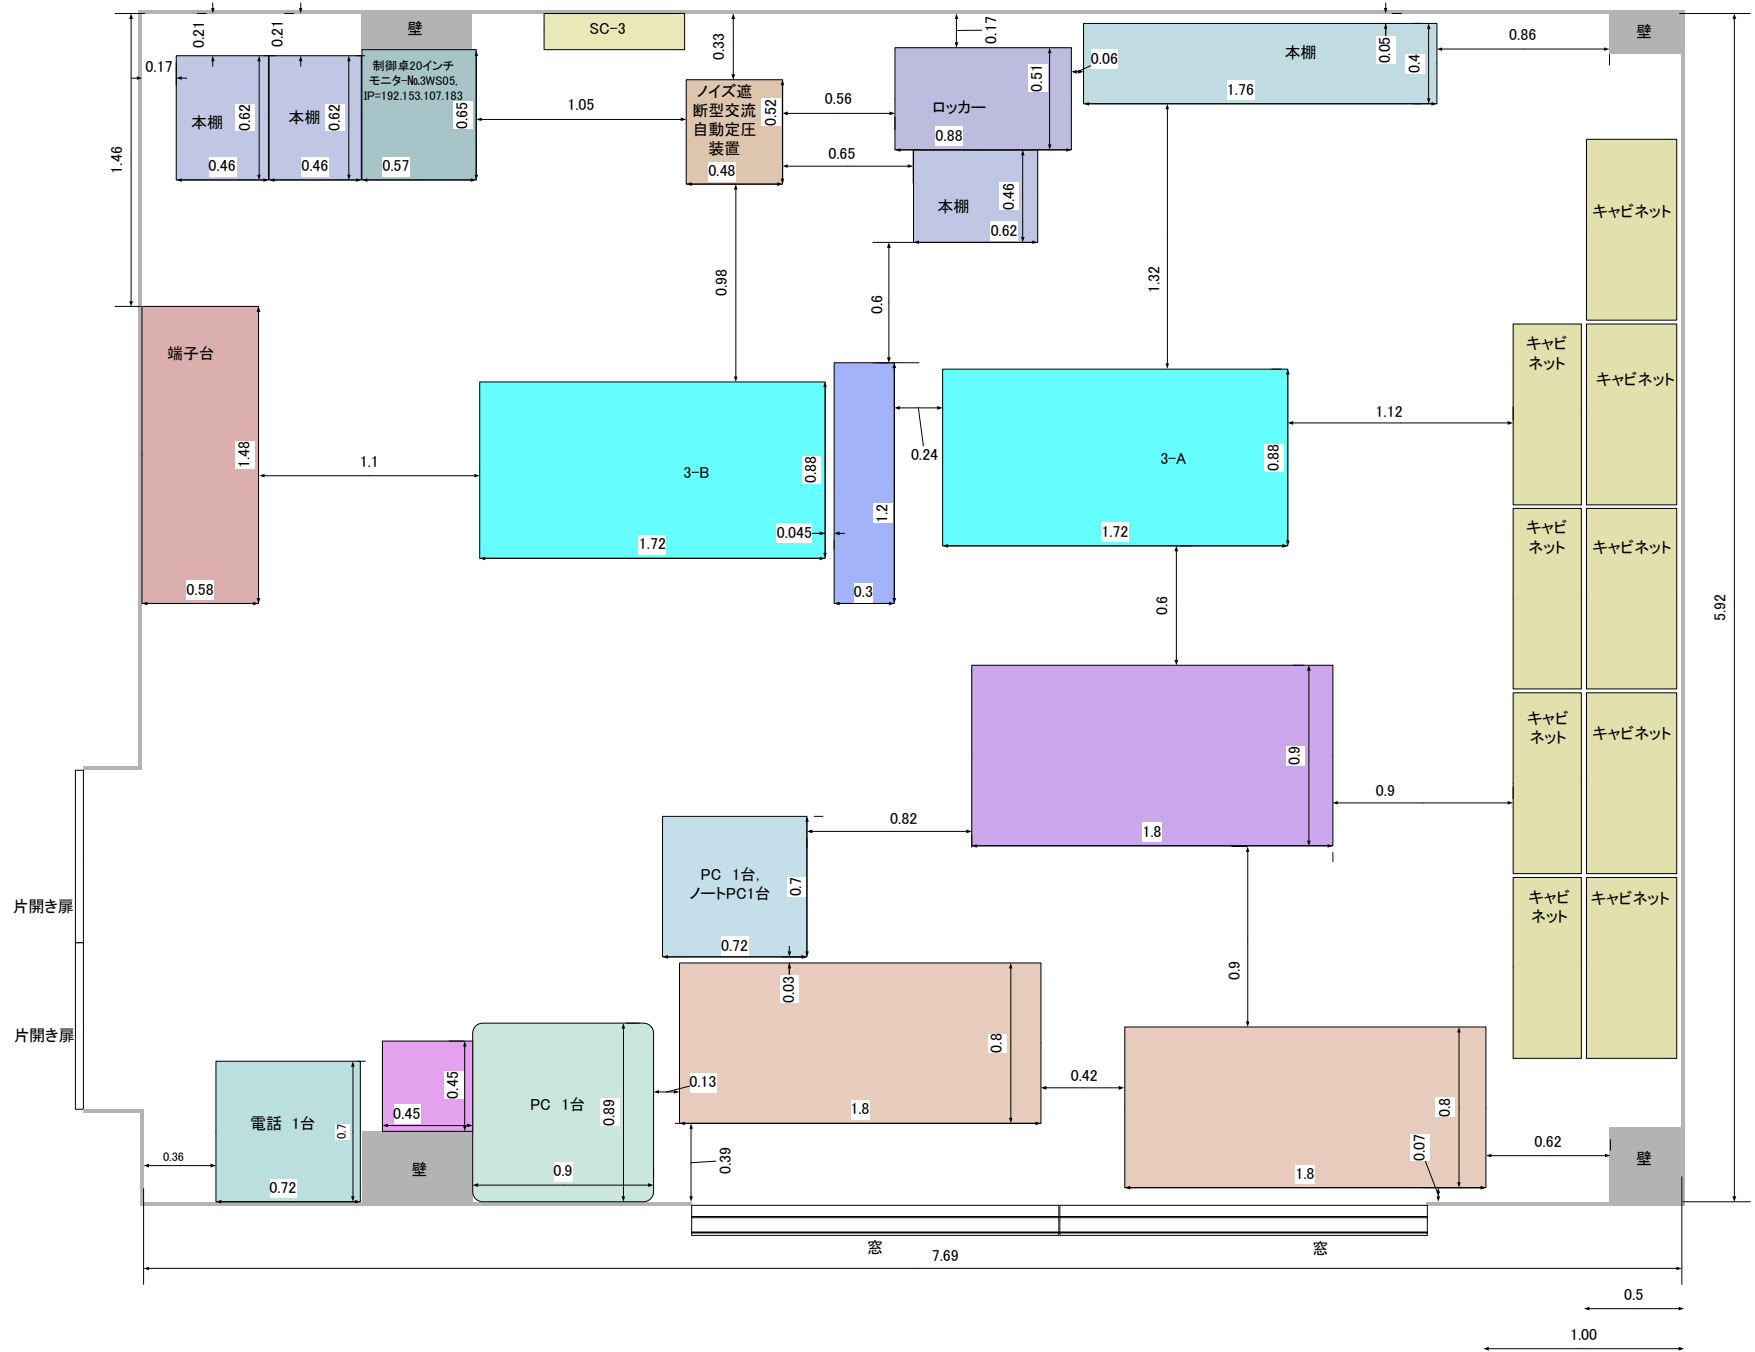 壁
SC-3
壁
0.21
0.21
0.33
0.17
0.05
0.86
0.17
制御卓20インチ
モニター№3WS05,
IP=192.153.107.183
0.06
本棚
0.4
0.51
1.76
本棚
0.62
本棚
0.62
0.65
1.05
ノイズ遮
断型交流
自動定圧
装置
0.52
0.56
ロッカー
0.88
1.46
0.46
0.46
0.57
0.48
0.65
本棚
0.46
0.62
キャビネット
0.98
0.6
1.32
端子台
1.48
0.58
1.1
3-B
0.88
1.72
0.045
1.2
0.3
0.24
3-A
0.88
1.72
1.12
キャビ
ネット
キャビネット
キャビ
ネット
キャビネット
0.6
5.92
0.9
1.8
0.9
キャビ
ネット
キャビネット
0.82
PC 1台,
ノートPC1台
0.7
0.72
キャビ
ネット
キャビネット
片開き扉
片開き扉
0.9
0.03
0.8
1.8
0.45
0.45
PC 1台
0.89
0.9
0.13
0.42
電話 1台
0.7
0.36
0.72
壁
0.39
0.8
0.07
1.8
0.62
壁
窓
窓
7.69
0.5
1.00